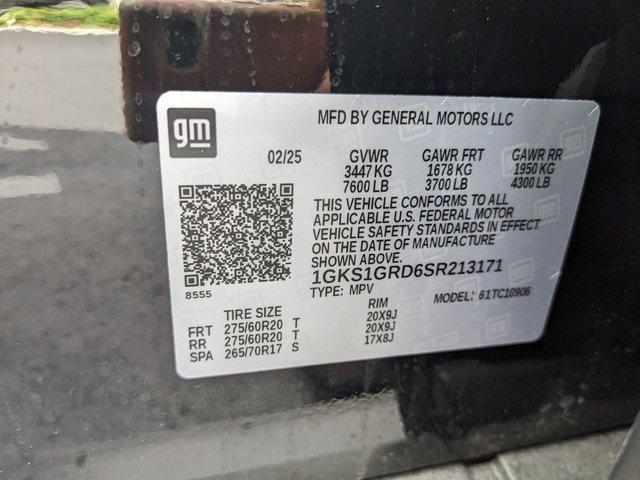 gm
MFD BY GENERAL MOTORS LLC
02/25 GVWR GAWR FRT GAWR RR
3447 KG 1678 KG 1950 KG
7600 LB 3700 LB 4300 LB
THIS VEHICLE CONFORMS TO ALL
APPLICABLE U.S. FEDERAL MOTOR
VEHICLE SAFETY STANDARDS IN EFFECT
ON THE DATE OF MANUFACTURE
SHOWN ABOVE.
1GKS1GRD6SR213171
8555 TYPE: MPV MODEL: 61TC10906
TIRE SIZE RIM
FRT 275/60R20 T 20X9J
RR 275/60R20 T 20X9J
SPA 265/70R17 S 17X8J